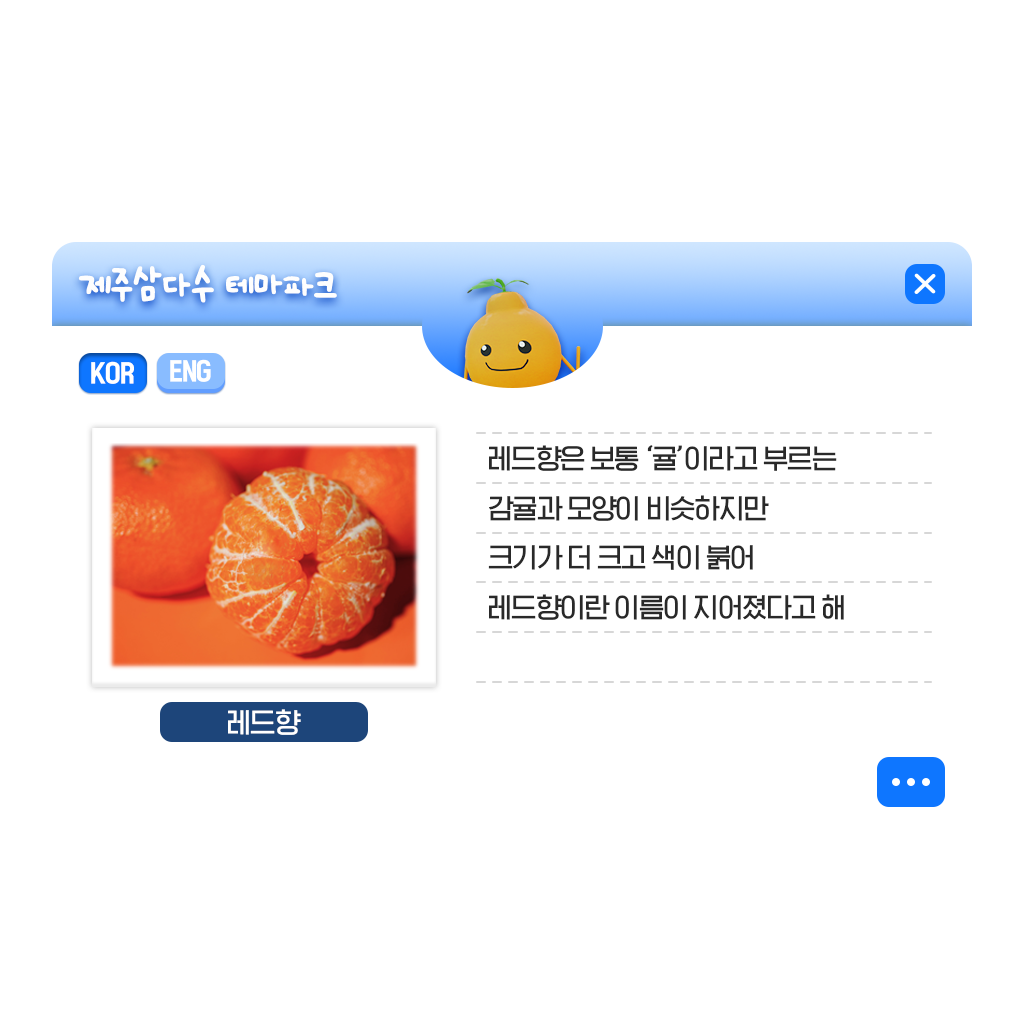 제주삼다수 테마파크
KOR ENG
레드향은 보통 ‘귤’이라고 부르는
감귤과 모양이 비슷하지만
크기가 더 크고 색이 붉어
레드향이란 이름이 지어졌다고 해
레드향